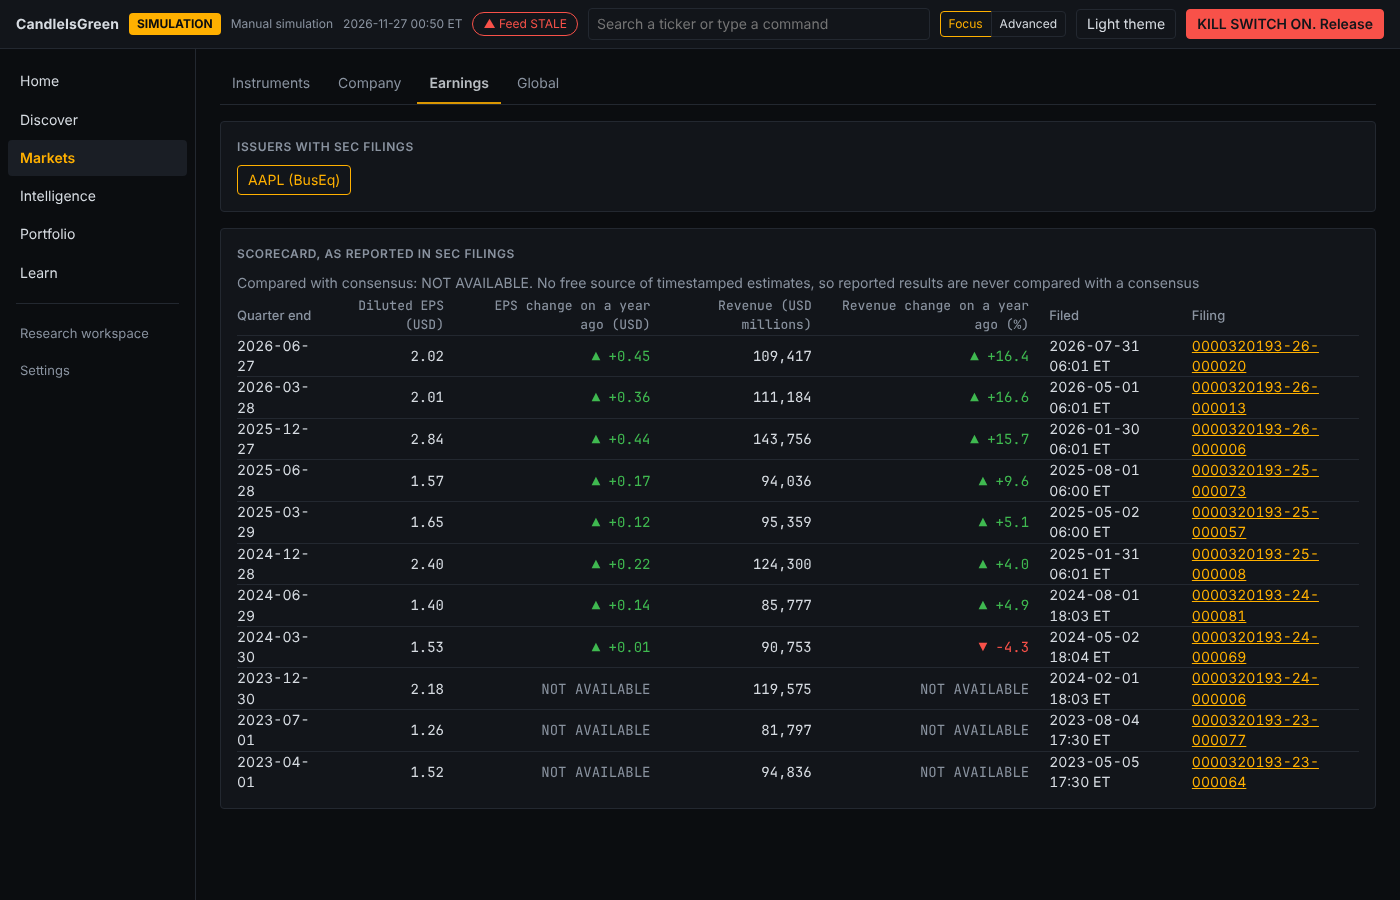 CandleIsGreen SIMULATION Manual simulation 2026-11-27 00:50 ET ▲ Feed STALE Search a ticker or type a command Focus Advanced Light theme KILL SWITCH ON. Release
Home
Discover
Markets
Intelligence
Portfolio
Learn
Research workspace
Settings
Instruments Company Earnings Global
ISSUERS WITH SEC FILINGS
AAPL (BusEq)
SCORECARD, AS REPORTED IN SEC FILINGS
Compared with consensus: NOT AVAILABLE. No free source of timestamped estimates, so reported results are never compared with a consensus
Quarter end Diluted EPS (USD) EPS change on a year ago (USD) Revenue (USD millions) Revenue change on a year ago (%) Filed Filing
2026-06-27 2.02 ▲ +0.45 109,417 ▲ +16.4 2026-07-31 06:01 ET 0000320193-26-000020
2026-03-28 2.01 ▲ +0.36 111,184 ▲ +16.6 2026-05-01 06:01 ET 0000320193-26-000013
2025-12-27 2.84 ▲ +0.44 143,756 ▲ +15.7 2026-01-30 06:01 ET 0000320193-26-000006
2025-06-28 1.57 ▲ +0.17 94,036 ▲ +9.6 2025-08-01 06:00 ET 0000320193-25-000073
2025-03-29 1.65 ▲ +0.12 95,359 ▲ +5.1 2025-05-02 06:00 ET 0000320193-25-000057
2024-12-28 2.40 ▲ +0.22 124,300 ▲ +4.0 2025-01-31 06:01 ET 0000320193-25-000008
2024-06-29 1.40 ▲ +0.14 85,777 ▲ +4.9 2024-08-01 18:03 ET 0000320193-24-000081
2024-03-30 1.53 ▲ +0.01 90,753 ▼ -4.3 2024-05-02 18:04 ET 0000320193-24-000069
2023-12-30 2.18 NOT AVAILABLE 119,575 NOT AVAILABLE 2024-02-01 18:03 ET 0000320193-24-000006
2023-07-01 1.26 NOT AVAILABLE 81,797 NOT AVAILABLE 2023-08-04 17:30 ET 0000320193-23-000077
2023-04-01 1.52 NOT AVAILABLE 94,836 NOT AVAILABLE 2023-05-05 17:30 ET 0000320193-23-000064